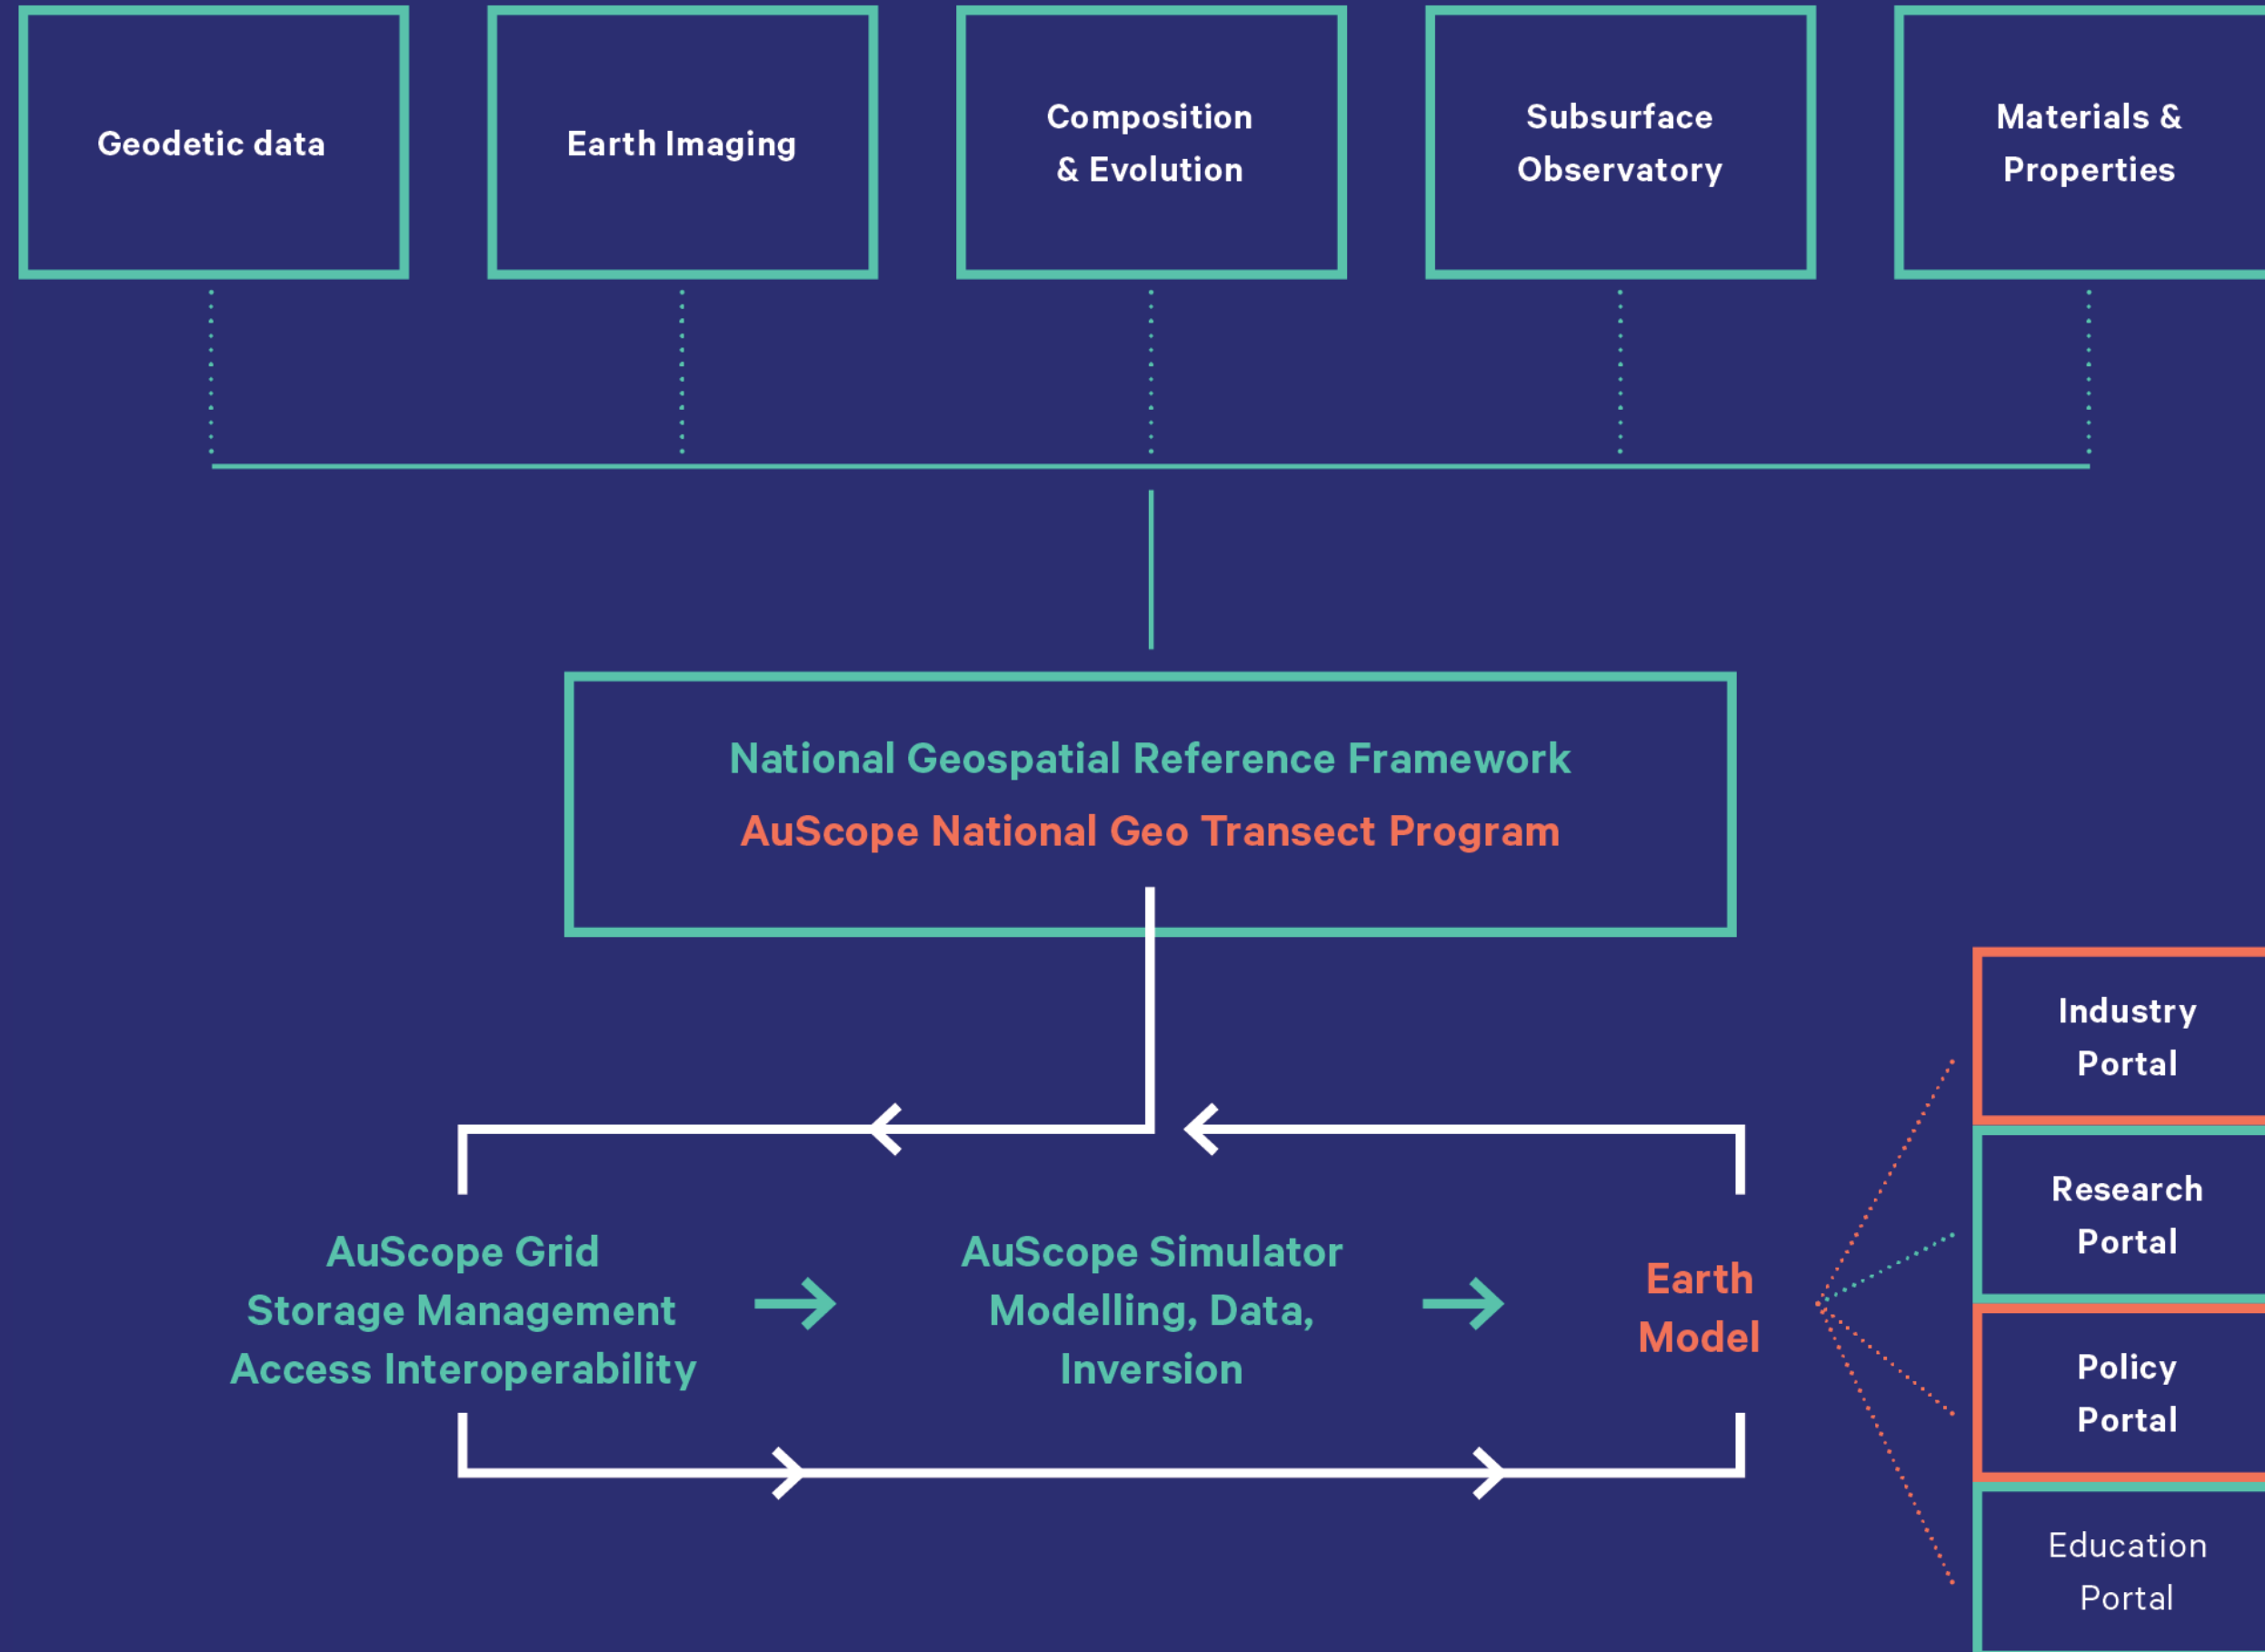 Geodetic data
Earth Imaging
Composition
& Evolution
Subsurface
Observatory
Materials &
Properties
National Geospatial Reference Framework
AuScope National Geo Transect Program
AuScope Grid
Storage Management
Access Interoperability
AuScope Simulator
Modelling, Data,
Inversion
Earth
Model
Industry
Portal
Research
Portal
Policy
Portal
Education
Portal